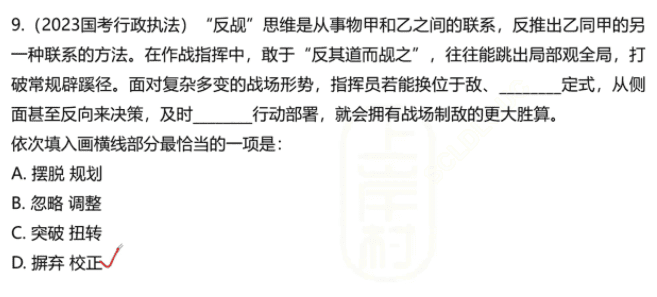 9.（2023国考行政执法）“反觇”思维是从事物甲和乙之间的联系，反推出乙同甲的另
一种联系的方法。在作战指挥中，敢于“反其道而觇之”，往往能跳出局部观全局，打
破常规辟蹊径。面对复杂多变的战场形势，指挥员若能换位于敌、________定式，从侧
面甚至反向来决策，及时_______行动部署，就会拥有战场制敌的更大胜算。
依次填入画横线部分最恰当的一项是：
A. 摆脱 规划
B. 忽略 调整
C. 突破 扭转
D. 摒弃 校正